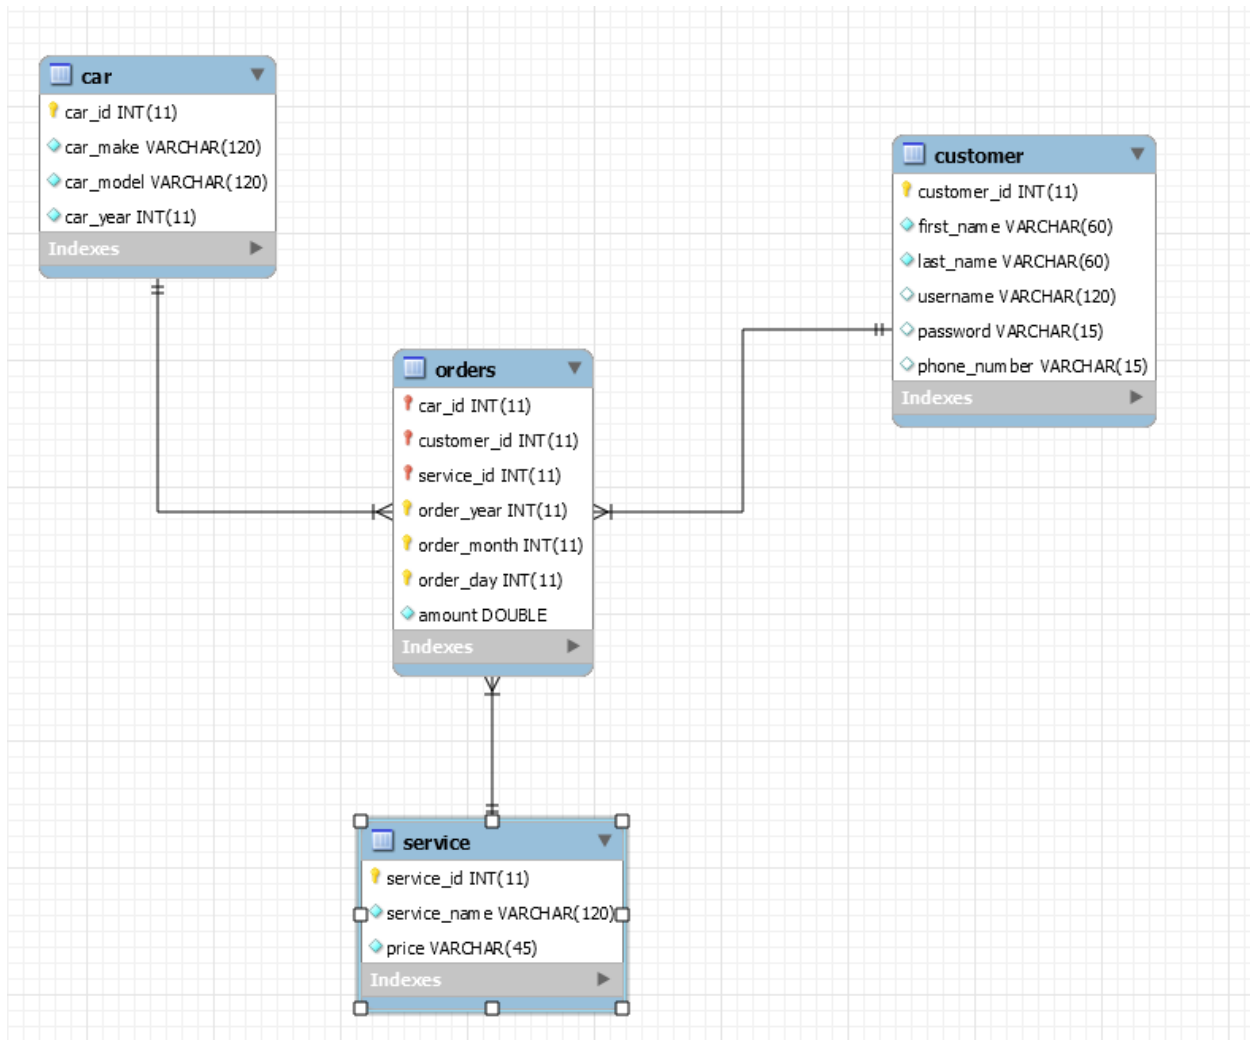 car
car_id INT(11)
car_make VARCHAR(120)
car_model VARCHAR(120)
car_year INT(11)
Indexes
customer
customer_id INT(11)
first_name VARCHAR(60)
last_name VARCHAR(60)
username VARCHAR(120)
password VARCHAR(15)
phone_number VARCHAR(15)
Indexes
orders
car_id INT(11)
customer_id INT(11)
service_id INT(11)
order_year INT(11)
order_month INT(11)
order_day INT(11)
amount DOUBLE
Indexes
service
service_id INT(11)
service_name VARCHAR(120)
price VARCHAR(45)
Indexes